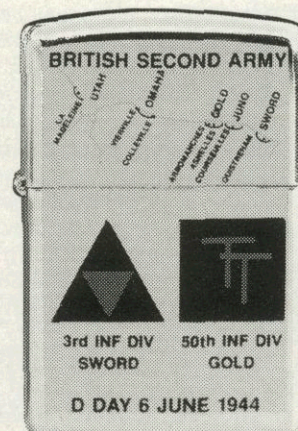 BRITISH SECOND ARMY
LA MADELEINE
UTAH
VIERVILLE
COLLEVILLE
OMAHA
ARROMANCHES
ASNELLES
GOLD
COURSEULLES
JUNO
OUISTREHAM
SWORD
TT
3rd INF DIV
SWORD
50th INF DIV
GOLD
D DAY 6 JUNE 1944